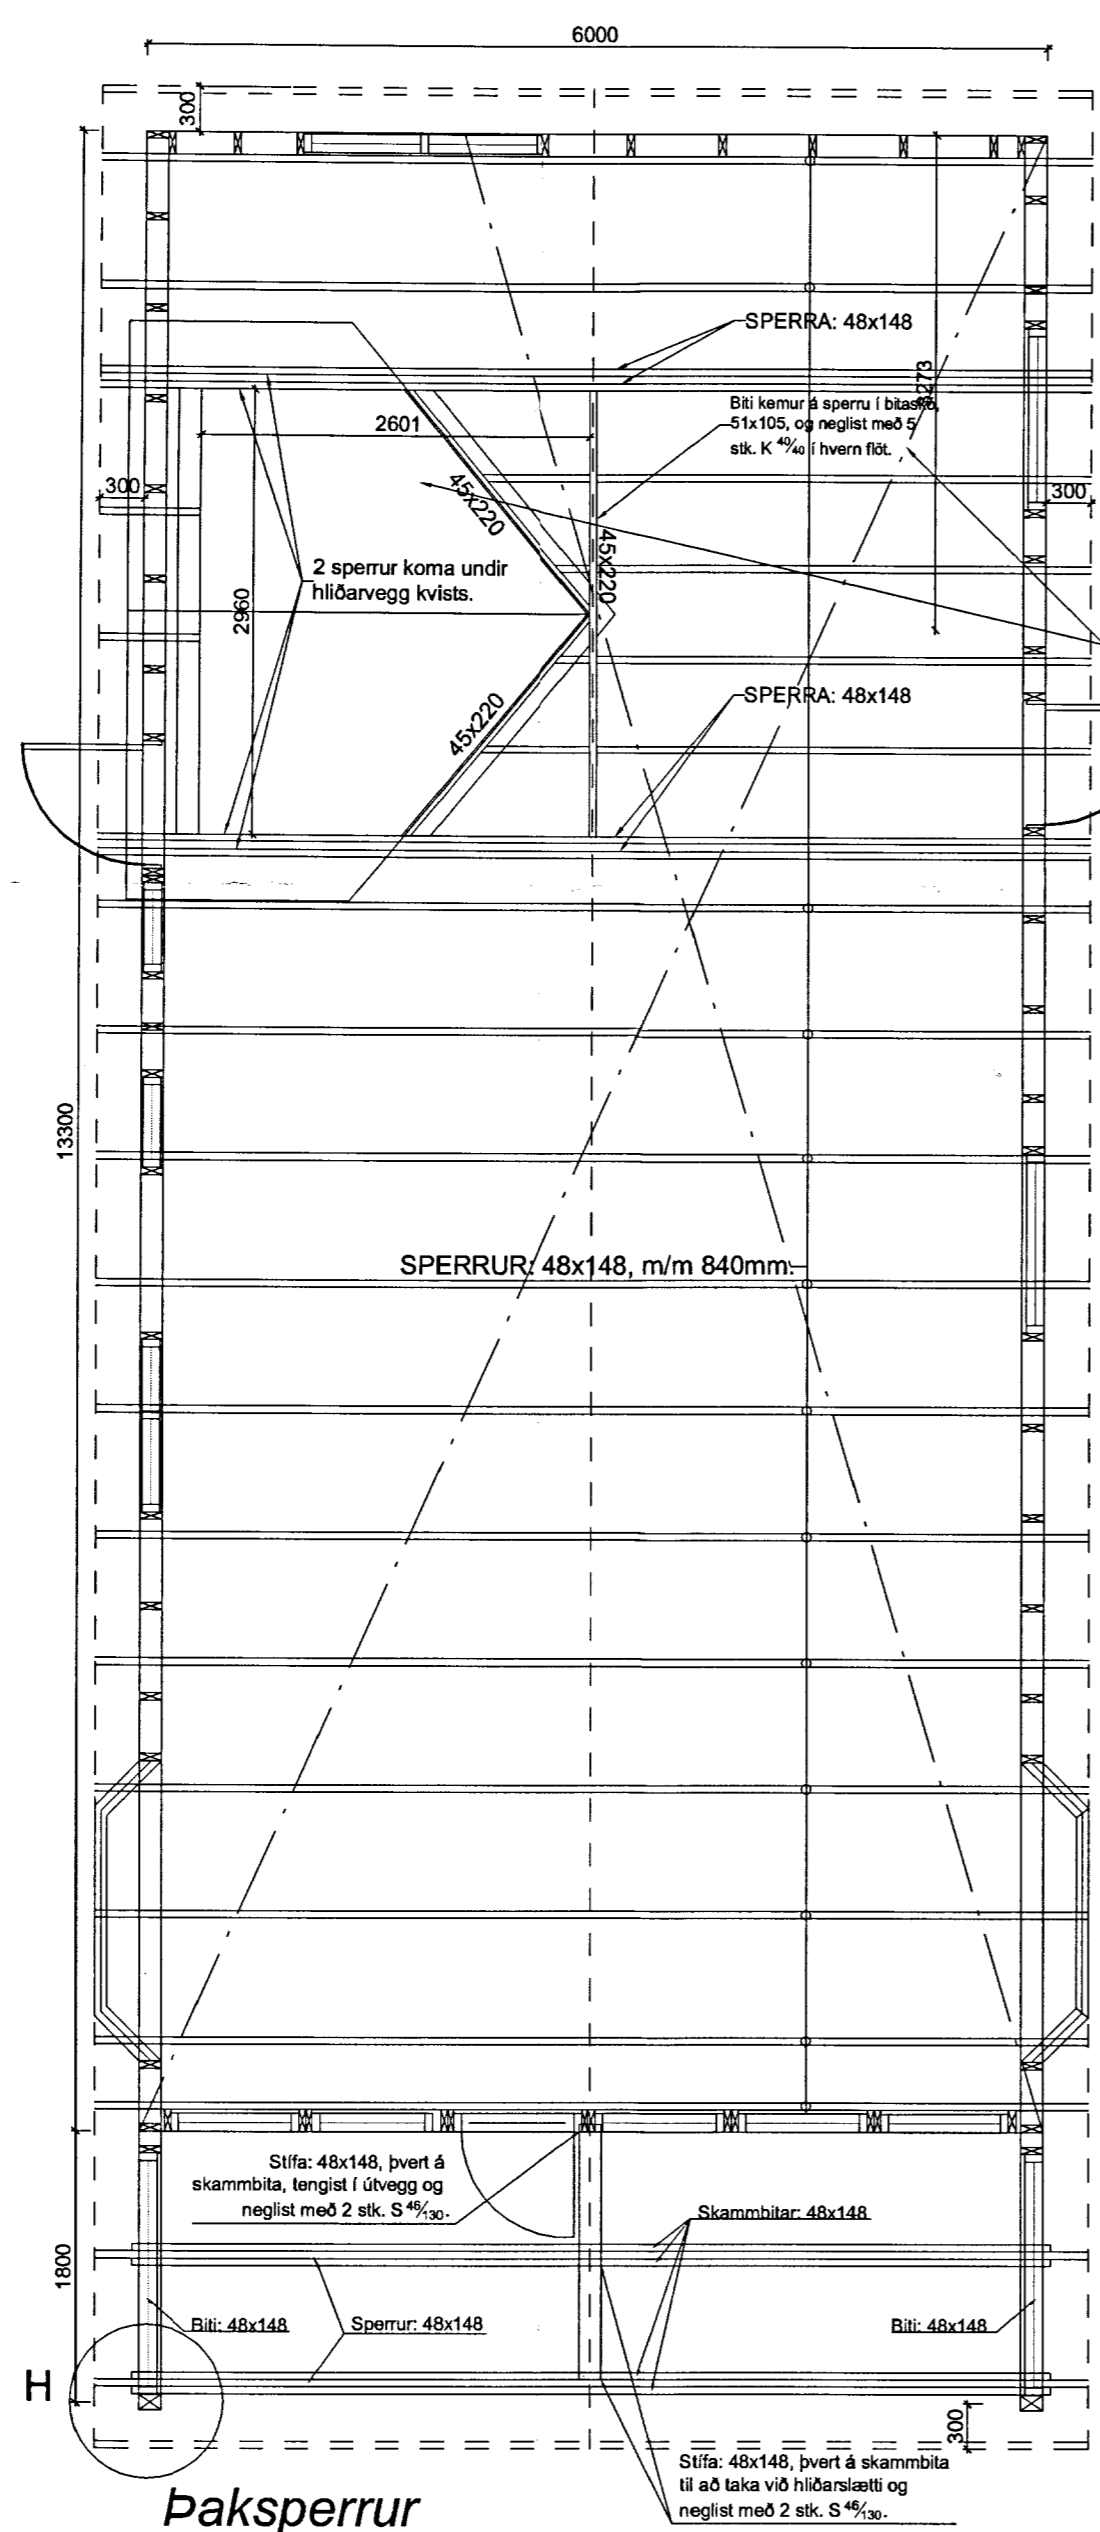 6000
300
SPERRA: 48x148
3273
Biti kemur á sperru í bitaskó,
51x105, og neglist með 5
stk. K 40/40 í hvern flöt.
2601
300
300
45x220
45x220
2 sperrur koma undir
hliðarvegg kvists.
2960
SPERRA: 48x148
45x220
13300
SPERRUR: 48x148, m/m 840mm.
Stífa: 48x148, þvert á
skammbita, tengist í útvegg og
neglist með 2 stk. S 46/130.
Skammbitar: 48x148
1800
Biti: 48x148
Sperrur: 48x148
Biti: 48x148
H
300
Stífa: 48x148, þvert á skammbita
til að taka við hliðarslætti og
neglist með 2 stk. S 46/130.
Þaksperrur